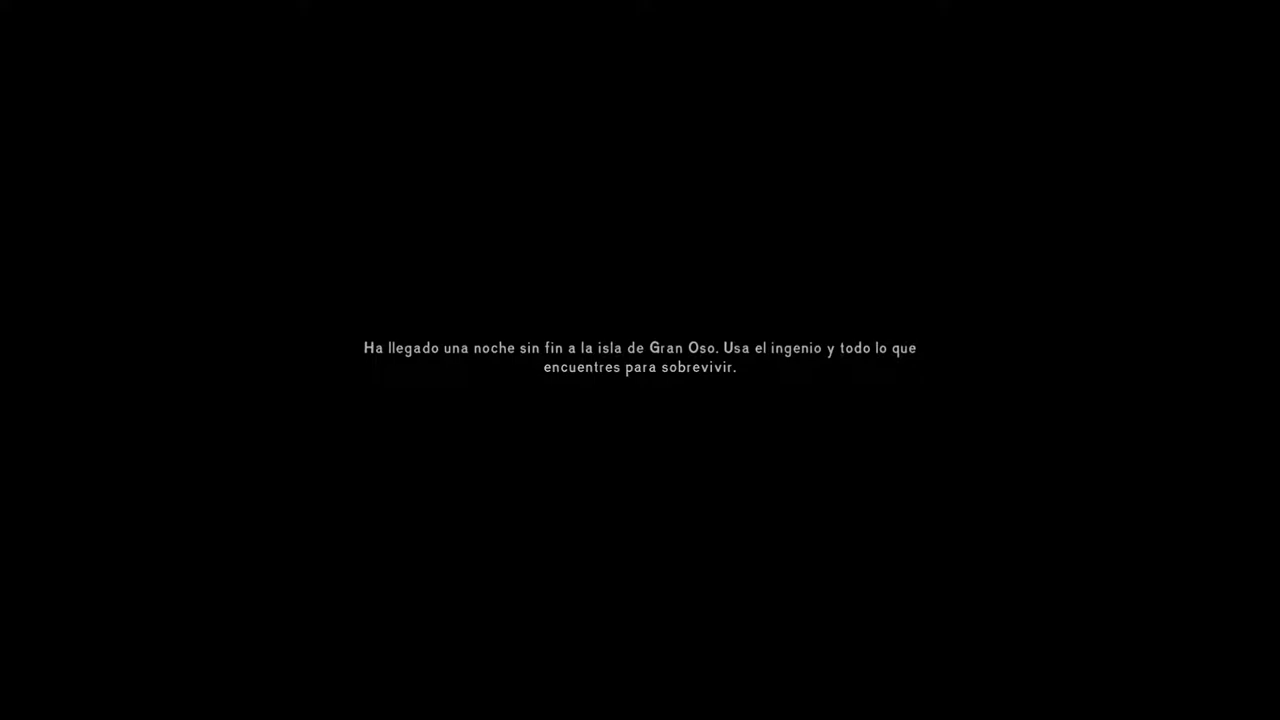 Ha llegado una noche sin fin a la isla de Gran Oso. Usa el ingenio y todo lo que
encuentres para sobrevivir.